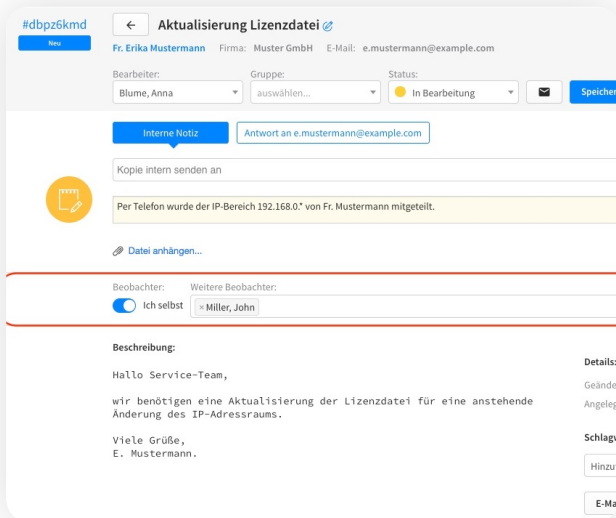 #dbpz6kmd
Neu
← Aktualisierung Lizenzdatei
Fr. Erika Mustermann Firma: Muster GmbH E-Mail: e.mustermann@example.com
Bearbeiter: Gruppe: Status:
Blume, Anna auswählen... In Bearbeitung
Interne Notiz Antwort an e.mustermann@example.com
Kopie intern senden an
Per Telefon wurde der IP-Bereich 192.168.0.* von Fr. Mustermann mitgeteilt.
Datei anhängen...
Beobachter: Weitere Beobachter:
Ich selbst × Miller, John
Beschreibung:
Hallo Service-Team,
wir benötigen eine Aktualisierung der Lizenzdatei für eine anstehende
Änderung des IP-Adressraums.
Viele Grüße,
E. Mustermann.
Details: